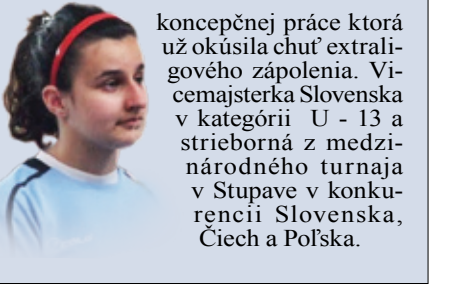 koncepčnej práce ktorá
už okúsila chuť extrali-
gového zápolenia. Vi-
cemajsterka Slovenska
v kategórii U - 13 a
strieborná z medzi-
národného turnaja
v Stupave v konku-
rencii Slovenska,
Čiech a Poľska.